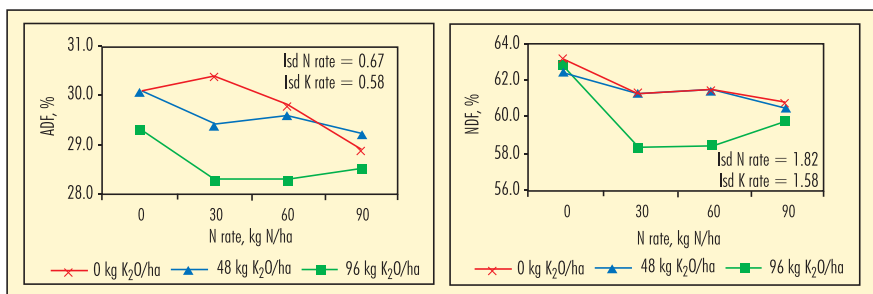 31.0
30.0
29.0
28.0
ADF, %
lsd N rate = 0.67
lsd K rate = 0.58
0 30 60 90
N rate, kg N/ha
0 kg K₂O/ha 48 kg K₂O/ha 96 kg K₂O/ha
64.0
62.0
60.0
58.0
56.0
NDF, %
lsd N rate = 1.82
lsd K rate = 1.58
0 30 60 90
N rate, kg N/ha
0 kg K₂O/ha 48 kg K₂O/ha 96 kg K₂O/ha